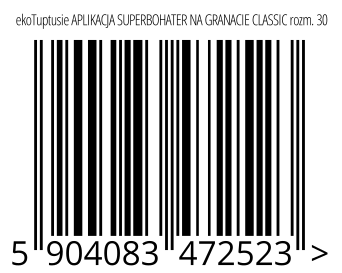 ekoTuptusie APLIKACJA SUPERBOHATER NA GRANACIE CLASSIC rozm. 30
5 904083 472523 >